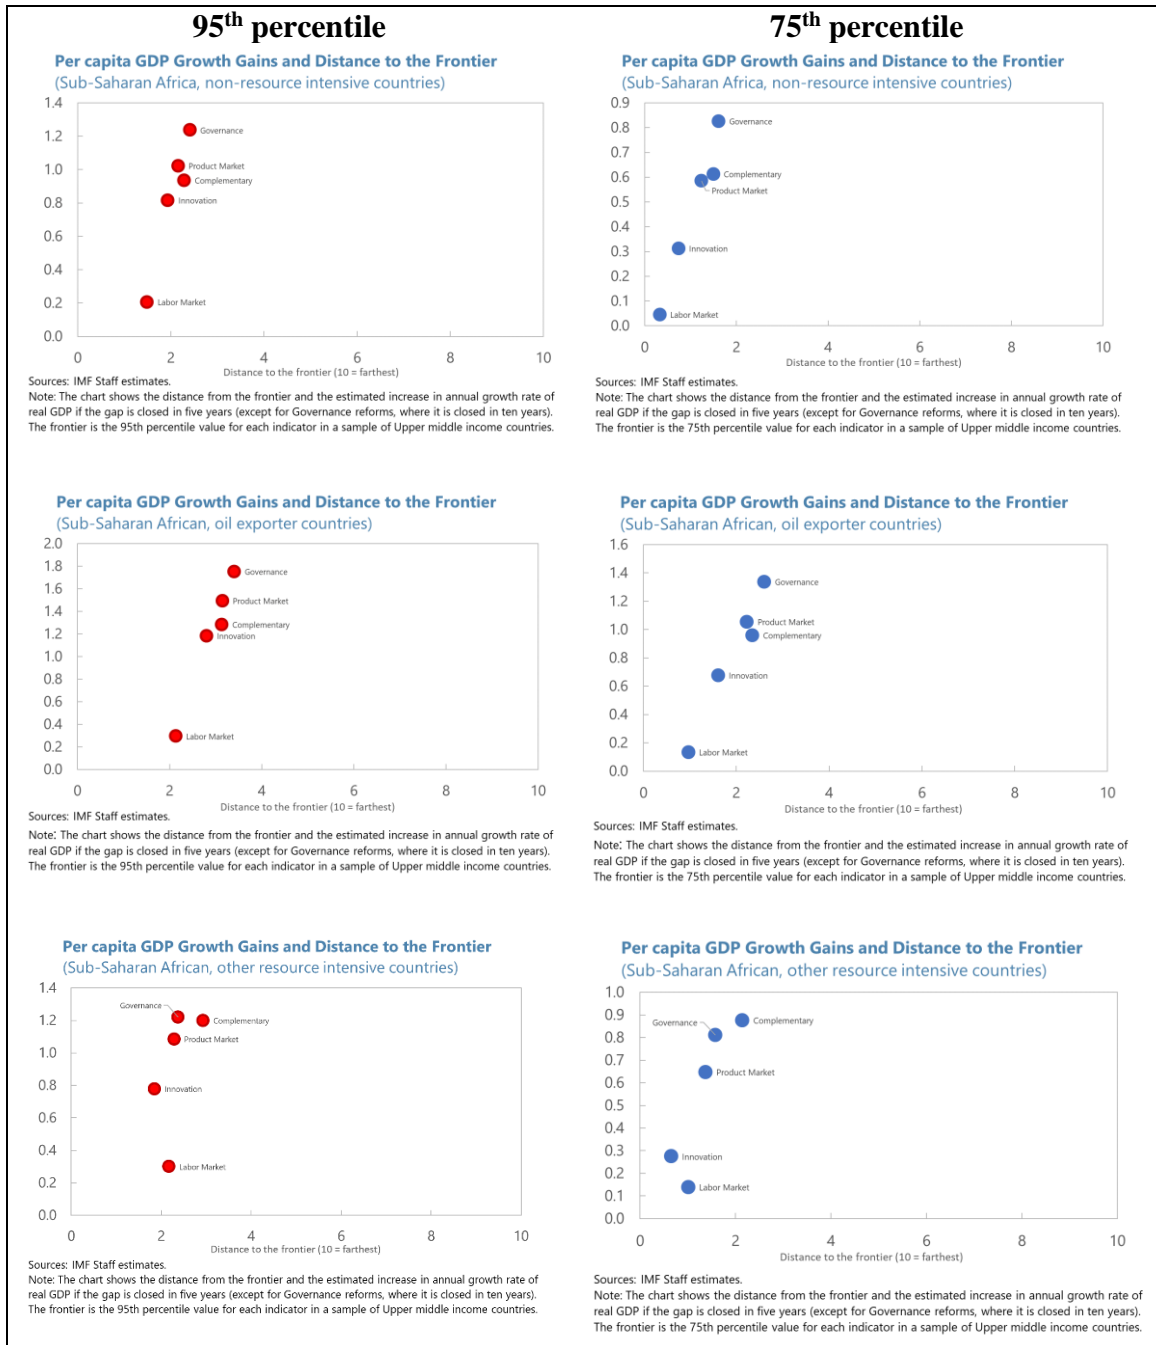 95th percentile
Per capita GDP Growth Gains and Distance to the Frontier
(Sub-Saharan Africa, non-resource intensive countries)
1.4
1.2
1.0
0.8
0.6
0.4
0.2
0.0
Governance
Product Market
Complementary
Innovation
Labor Market
0 2 4 6 8 10
Distance to the frontier (10 = farthest)
Sources: IMF Staff estimates.
Note: The chart shows the distance from the frontier and the estimated increase in annual growth rate of
real GDP if the gap is closed in five years (except for Governance reforms, where it is closed in ten years).
The frontier is the 95th percentile value for each indicator in a sample of Upper middle income countries.
75th percentile
Per capita GDP Growth Gains and Distance to the Frontier
(Sub-Saharan Africa, non-resource intensive countries)
0.9
0.8
0.7
0.6
0.5
0.4
0.3
0.2
0.1
0.0
Governance
Complementary
Product Market
Innovation
Labor Market
0 2 4 6 8 10
Distance to the frontier (10 = farthest)
Sources: IMF Staff estimates.
Note: The chart shows the distance from the frontier and the estimated increase in annual growth rate of
real GDP if the gap is closed in five years (except for Governance reforms, where it is closed in ten years).
The frontier is the 75th percentile value for each indicator in a sample of Upper middle income countries.
Per capita GDP Growth Gains and Distance to the Frontier
(Sub-Saharan African, oil exporter countries)
2.0
1.8
1.6
1.4
1.2
1.0
0.8
0.6
0.4
0.2
0.0
Governance
Product Market
Complementary
Innovation
Labor Market
0 2 4 6 8 10
Distance to the frontier (10 = farthest)
Sources: IMF Staff estimates.
Note: The chart shows the distance from the frontier and the estimated increase in annual growth rate of
real GDP if the gap is closed in five years (except for Governance reforms, where it is closed in ten years).
The frontier is the 95th percentile value for each indicator in a sample of Upper middle income countries.
Per capita GDP Growth Gains and Distance to the Frontier
(Sub-Saharan African, oil exporter countries)
1.6
1.4
1.2
1.0
0.8
0.6
0.4
0.2
0.0
Governance
Product Market
Complementary
Innovation
Labor Market
0 2 4 6 8 10
Distance to the frontier (10 = farthest)
Sources: IMF Staff estimates.
Note: The chart shows the distance from the frontier and the estimated increase in annual growth rate of
real GDP if the gap is closed in five years (except for Governance reforms, where it is closed in ten years).
The frontier is the 75th percentile value for each indicator in a sample of Upper middle income countries.
Per capita GDP Growth Gains and Distance to the Frontier
(Sub-Saharan African, other resource intensive countries)
1.4
1.2
1.0
0.8
0.6
0.4
0.2
0.0
Governance
Complementary
Product Market
Innovation
Labor Market
0 2 4 6 8 10
Distance to the frontier (10 = farthest)
Sources: IMF Staff estimates.
Note: The chart shows the distance from the frontier and the estimated increase in annual growth rate of
real GDP if the gap is closed in five years (except for Governance reforms, where it is closed in ten years).
The frontier is the 95th percentile value for each indicator in a sample of Upper middle income countries.
Per capita GDP Growth Gains and Distance to the Frontier
(Sub-Saharan African, other resource intensive countries)
1.0
0.9
0.8
0.7
0.6
0.5
0.4
0.3
0.2
0.1
0.0
Complementary
Governance
Product Market
Innovation
Labor Market
0 2 4 6 8 10
Distance to the frontier (10 = farthest)
Sources: IMF Staff estimates.
Note: The chart shows the distance from the frontier and the estimated increase in annual growth rate of
real GDP if the gap is closed in five years (except for Governance reforms, where it is closed in ten years).
The frontier is the 75th percentile value for each indicator in a sample of Upper middle income countries.